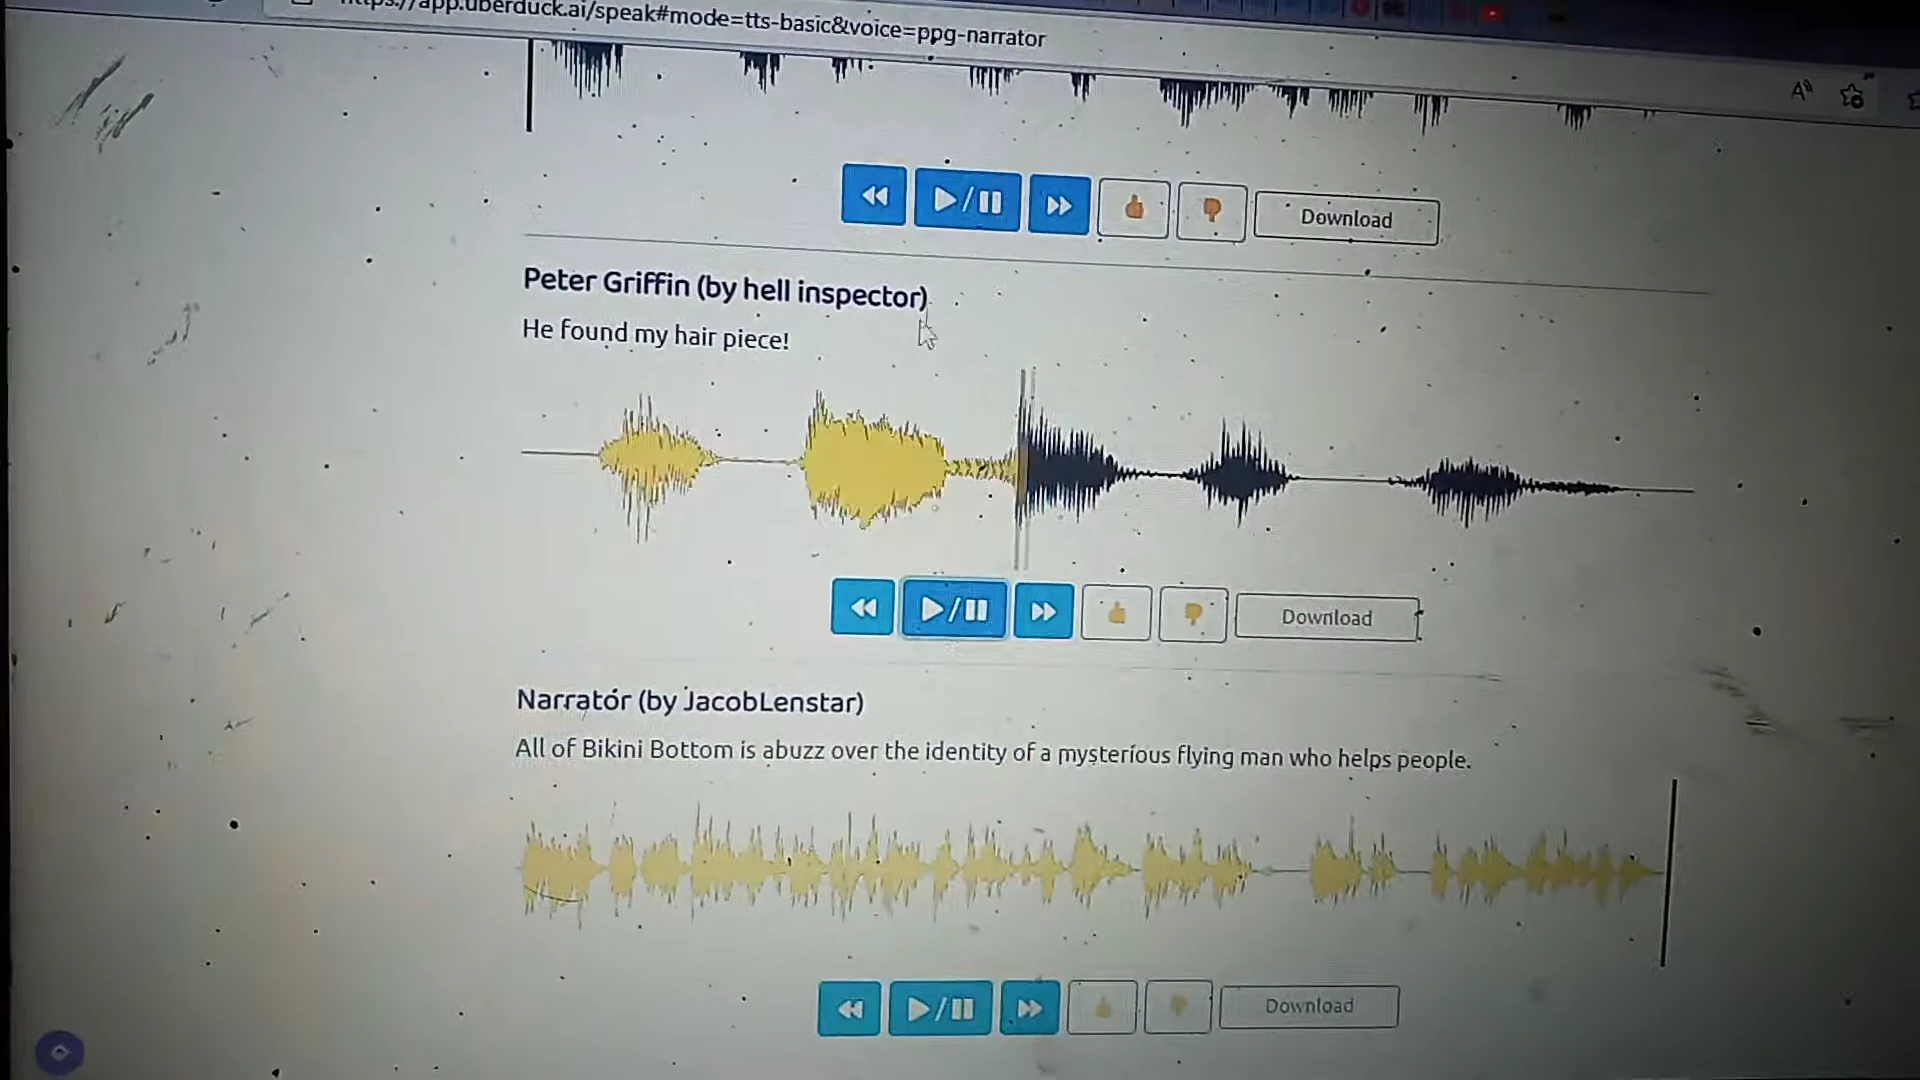 https://app.uberduck.ai/speak#mode=tts-basic&voice=ppg-narrator
Download
Peter Griffin (by hell inspector)
He found my hair piece!
Download
Narrator (by JacobLenstar)
All of Bikini Bottom is abuzz over the identity of a mysterious flying man who helps people.
Download